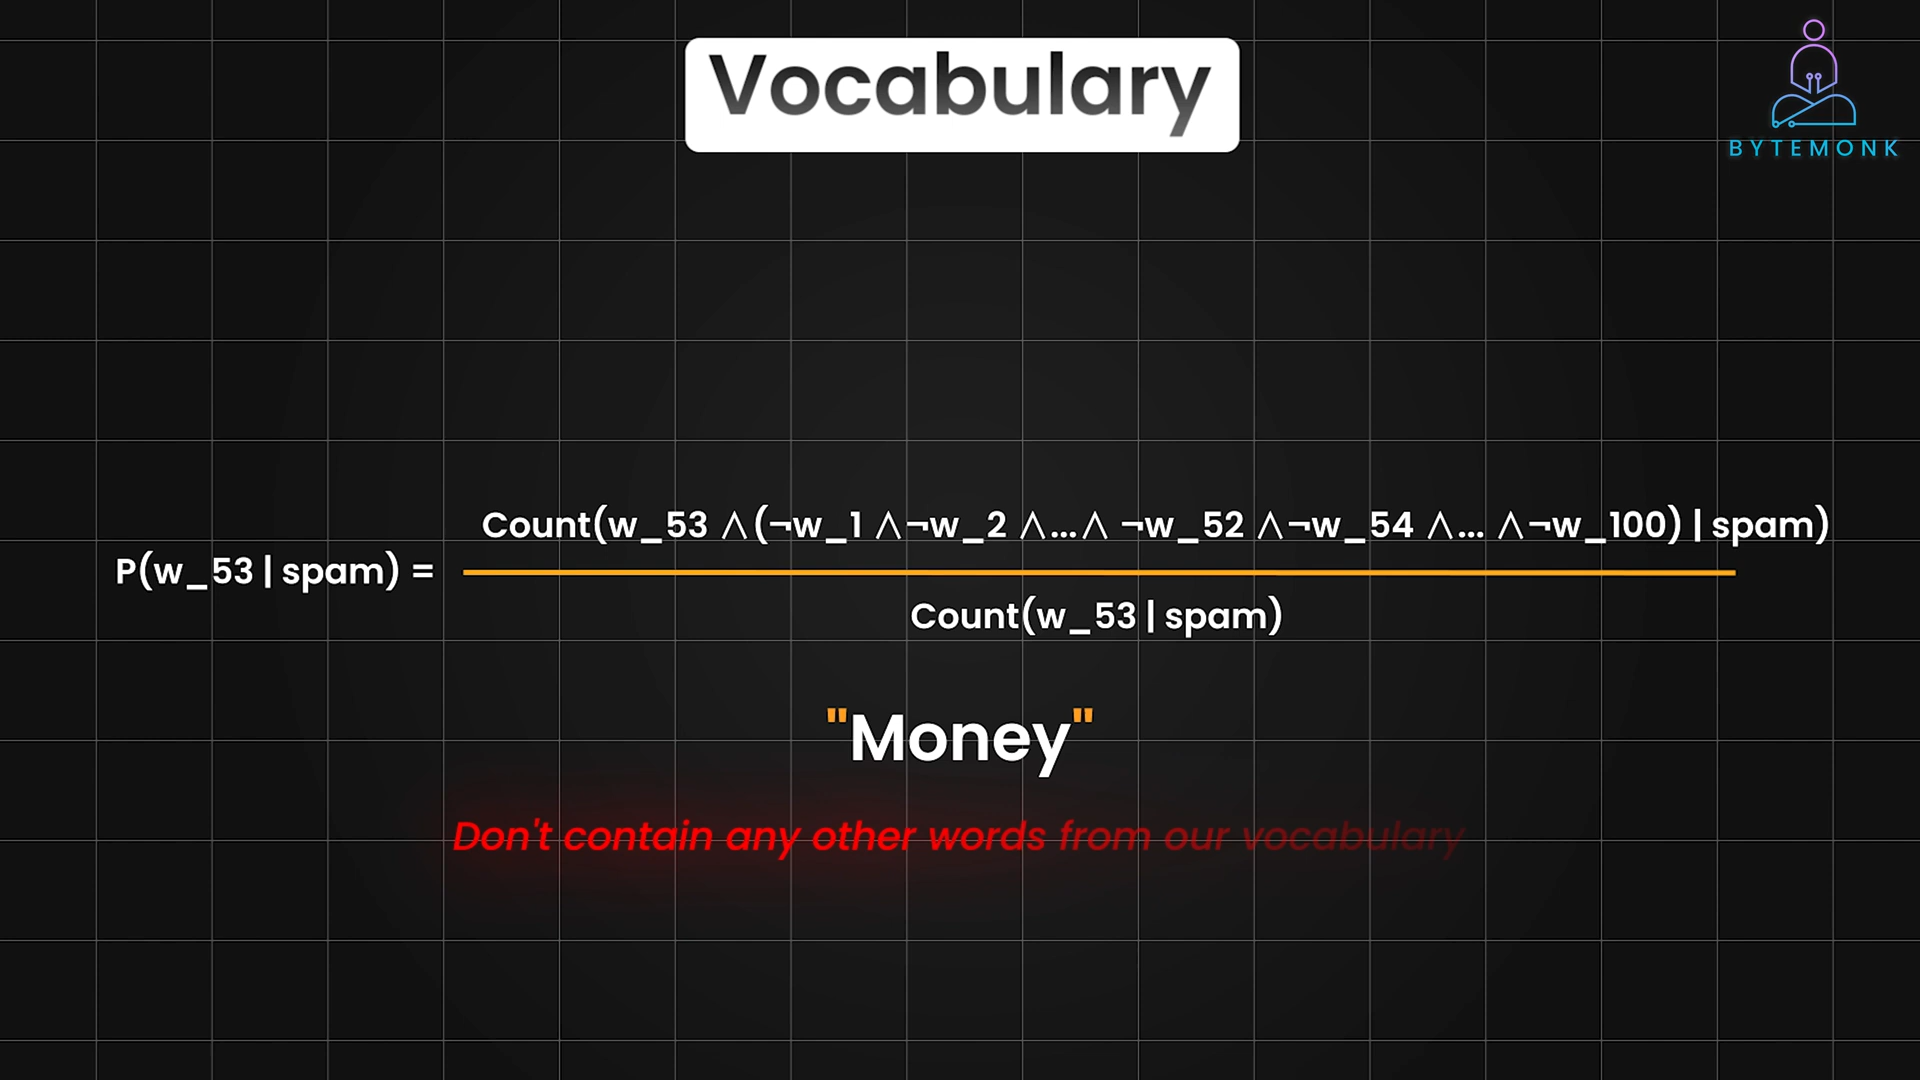 Vocabulary
BYTEMONK
Count(w_53 ∧(¬w_1 ∧¬w_2 ∧...∧ ¬w_52 ∧¬w_54 ∧... ∧¬w_100) | spam)
P(w_53 | spam) =
Count(w_53 | spam)
"Money"
Don't contain any other words from our vocabulary